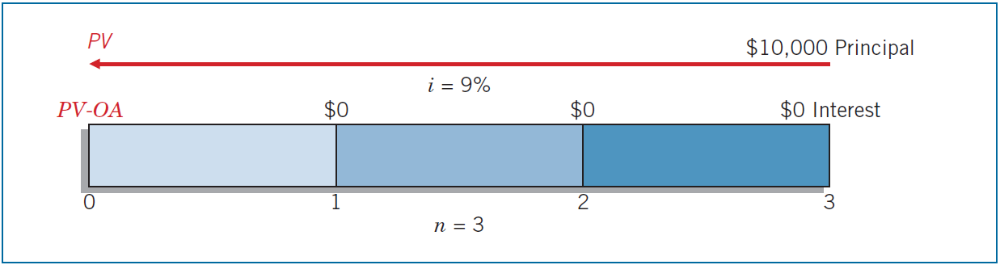 PV
$10,000 Principal
i = 9%
PV-OA $0 $0 $0 Interest
0 1 2 3
n = 3